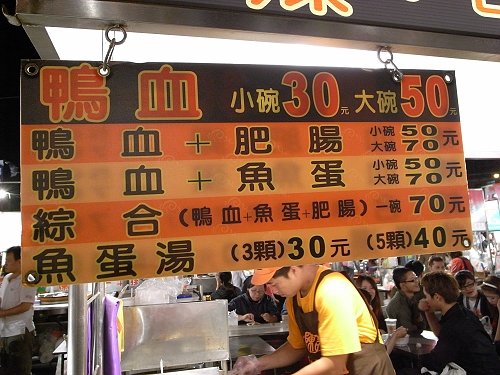 鴨血 小碗30元 大碗50元
鴨血+肥腸 小碗50元 大碗70元
鴨血+魚蛋 小碗50元 大碗70元
綜合(鴨血+魚蛋+肥腸)一碗70元
魚蛋湯(3顆)30元 (5顆)40元